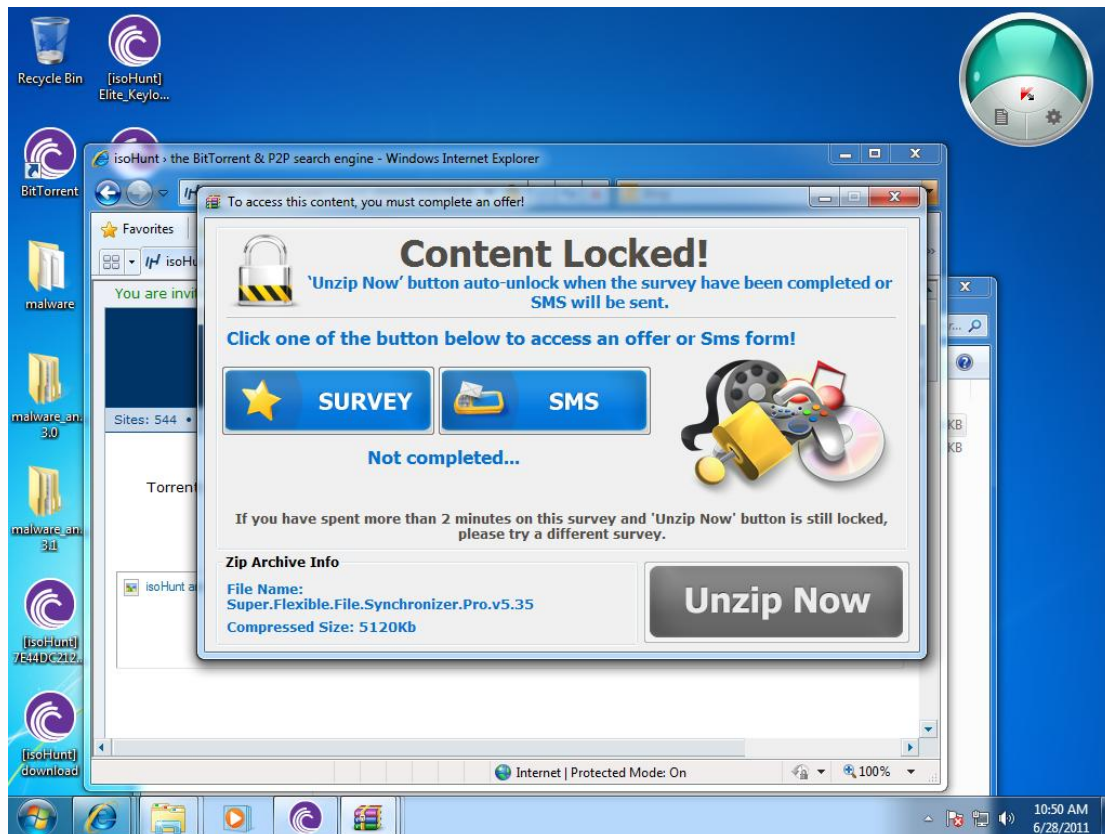 Recycle Bin
[isoHunt]
Elite_Keylo...
BitTorrent
malware
malware_an.
3.0
malware_an.
3.1
[isoHunt]
7E44DC212..
[isoHunt]
download
isoHunt › the BitTorrent & P2P search engine - Windows Internet Explorer
Favorites
isoHu
You are invi
Sites: 544 •
Torrent
isoHunt a
To access this content, you must complete an offer!
Content Locked!
'Unzip Now' button auto-unlock when the survey have been completed or
SMS will be sent.
Click one of the button below to access an offer or Sms form!
SURVEY
SMS
Not completed...
If you have spent more than 2 minutes on this survey and 'Unzip Now' button is still locked,
please try a different survey.
Zip Archive Info
File Name:
Super.Flexible.File.Synchronizer.Pro.v5.35
Compressed Size: 5120Kb
Unzip Now
KB
KB
Internet | Protected Mode: On
100%
10:50 AM
6/28/2011